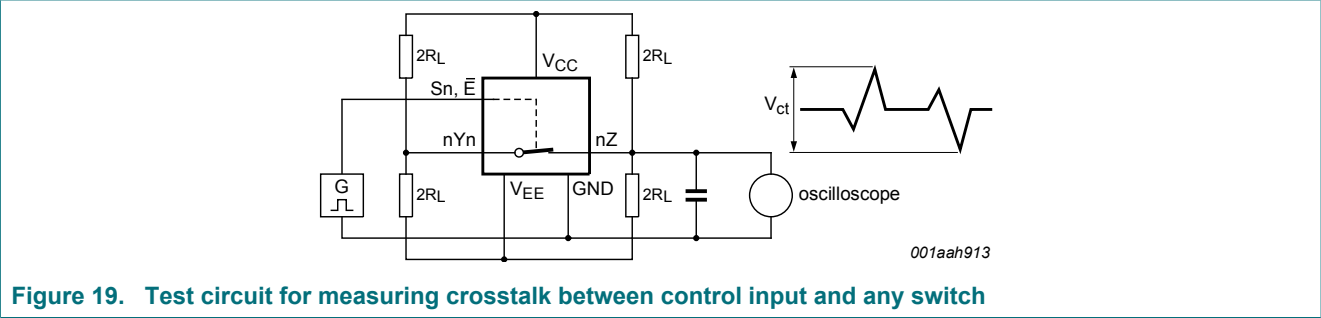 2RL
2RL
VCC
Sn, E̅
Vct
nYn
nZ
G
2RL
VEE
GND
2RL
oscilloscope
001aah913
Figure 19. Test circuit for measuring crosstalk between control input and any switch